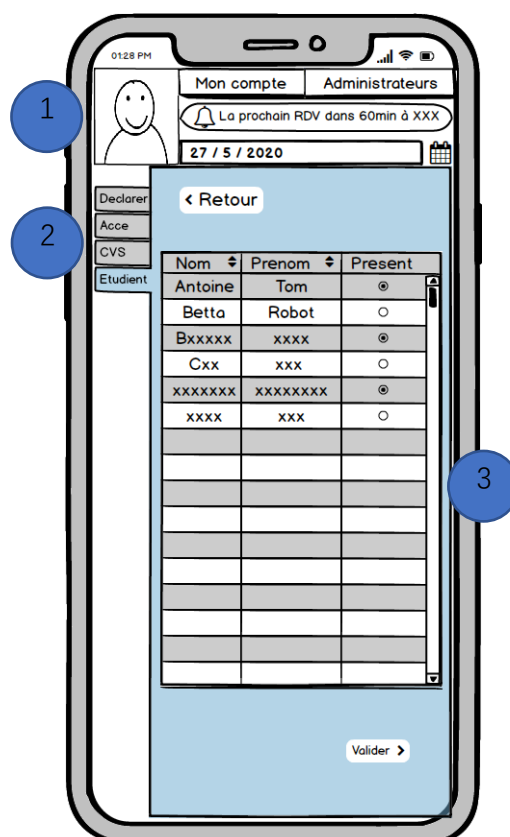 01:28 PM
Mon compte Administrateurs
1
La prochain RDV dans 60min à XXX
27 / 5 / 2020
Declarer
< Retour
2
Acce
CVS
Etudient
Nom Prenom Present
Antoine Tom
Betta Robot
Bxxxxx xxxx
Cxx xxx
xxxxxxx xxxxxxxx
xxxx xxx
3
Valider >